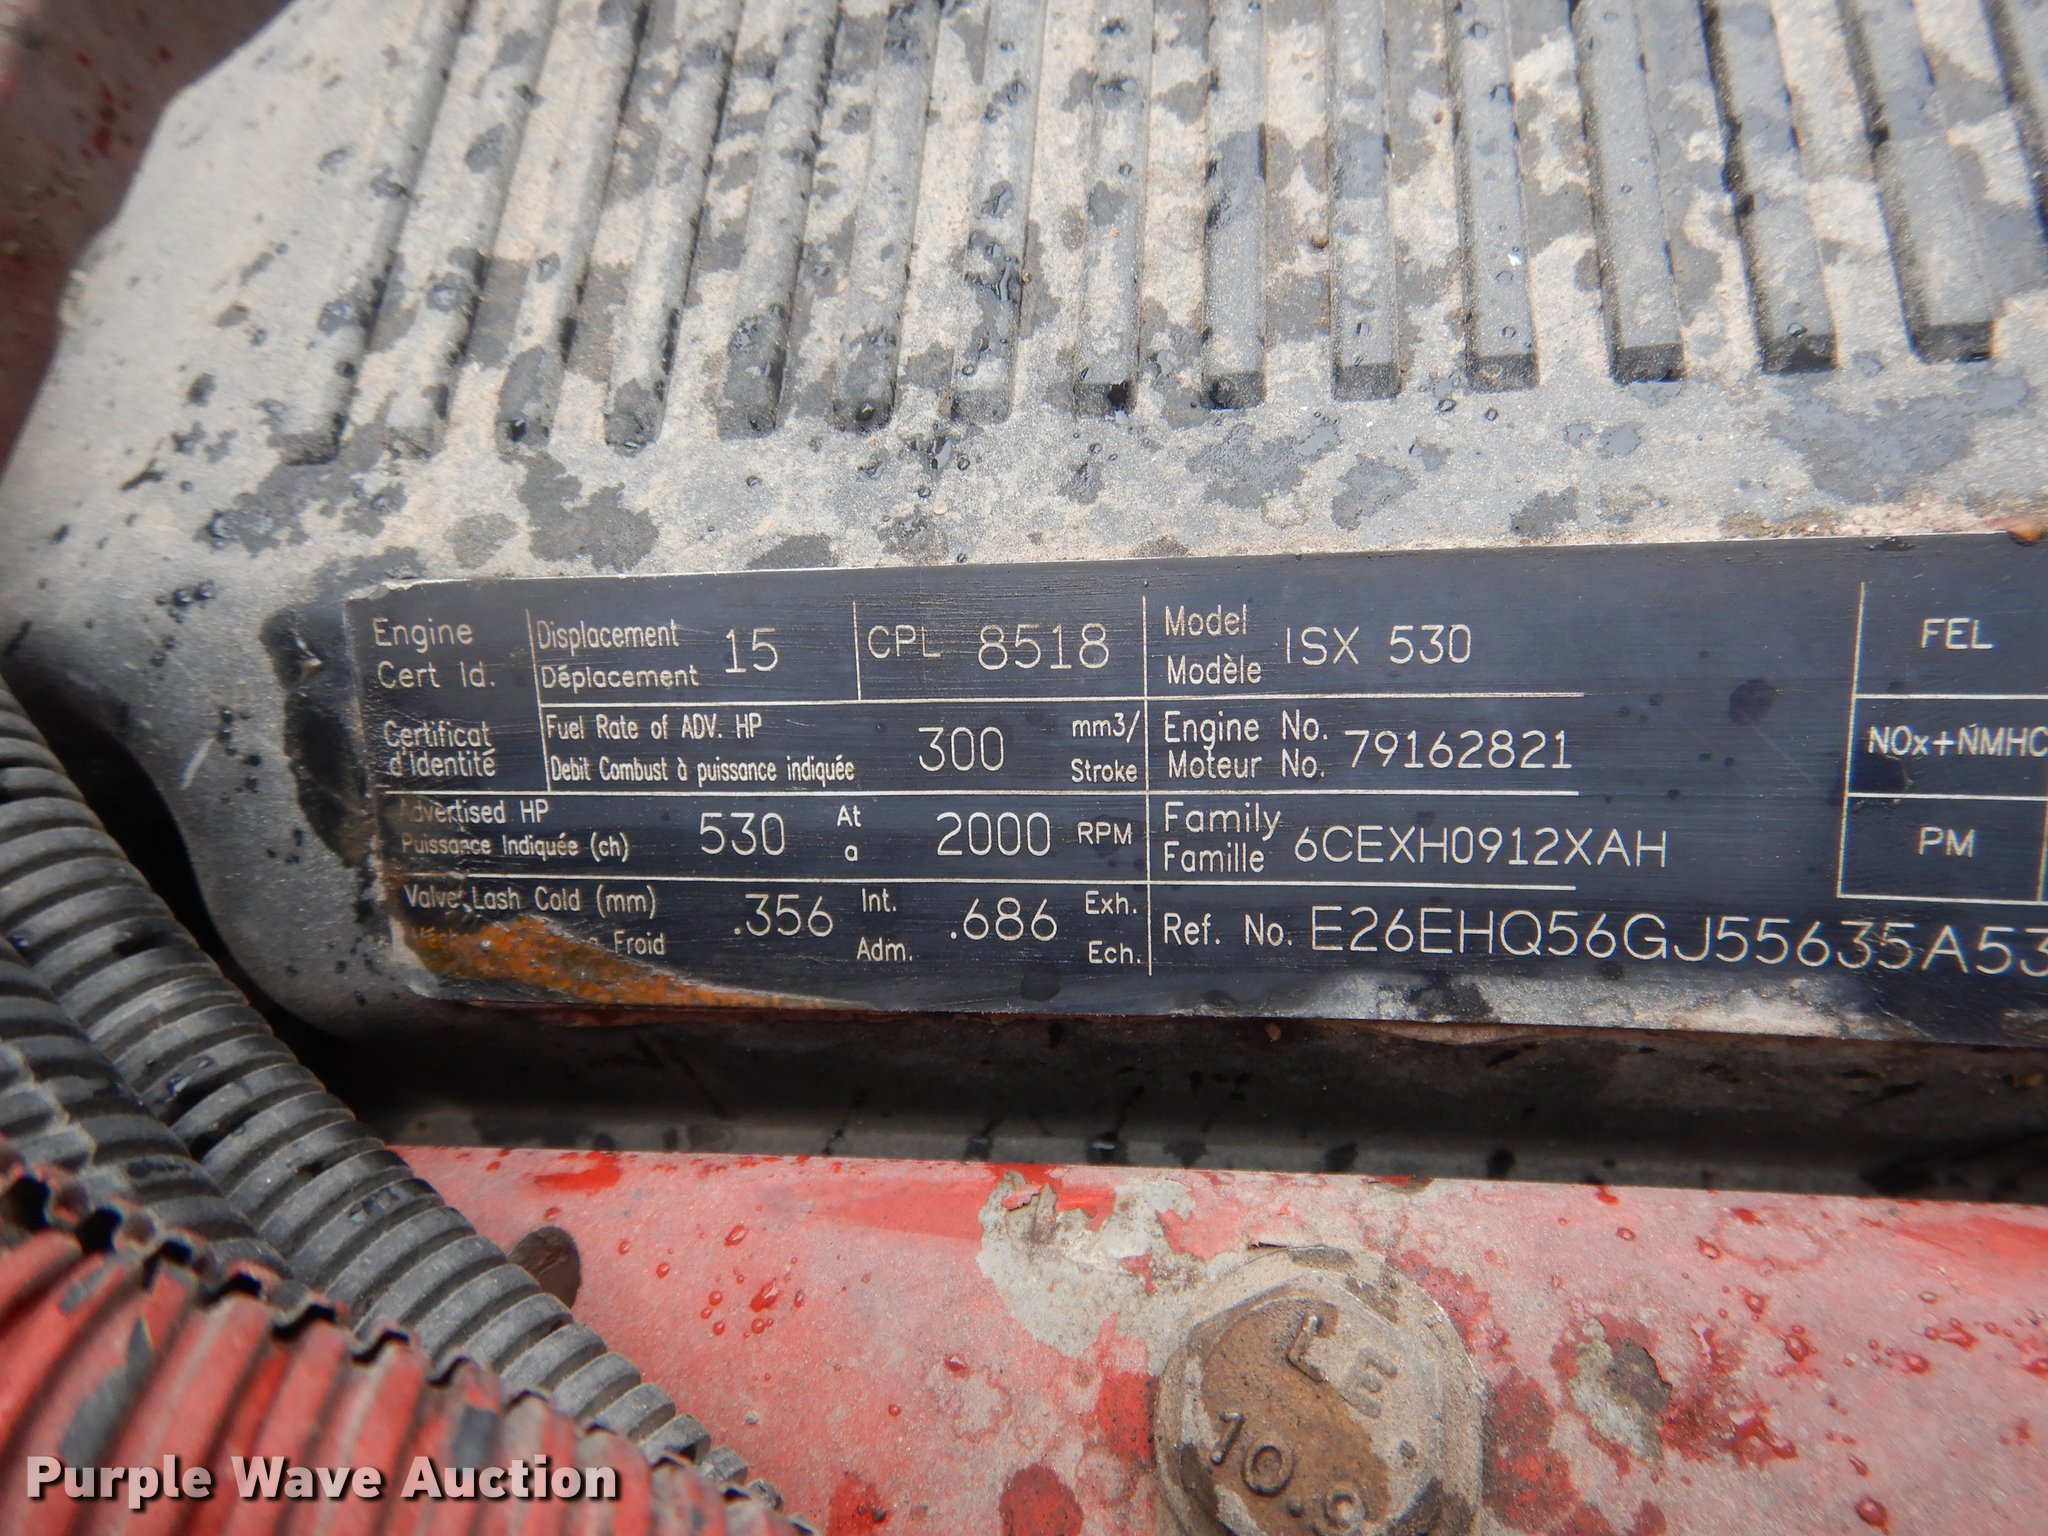 Engine
Cert Id.
Certificat
d'Identité
Displacement
Déplacement
15
CPL 8518
Model
Modèle
ISX 530
FEL
Fuel Rate of ADV. HP
Debit Combust à puissance indiquée
300
mm3/
Stroke
Engine No.
Moteur No.
79162821
NOx+NMHC
Advertised HP
Puissance Indiquée (ch)
530
At
a
2000
RPM
Family
Famille
6CEXH0912XAH
PM
Valve Lash Cold (mm)
Froid
.356
Int.
Adm.
.686
Exh.
Ech.
Ref. No. E26EHQ56GJ55635A53
LE
10.9
Purple Wave Auction